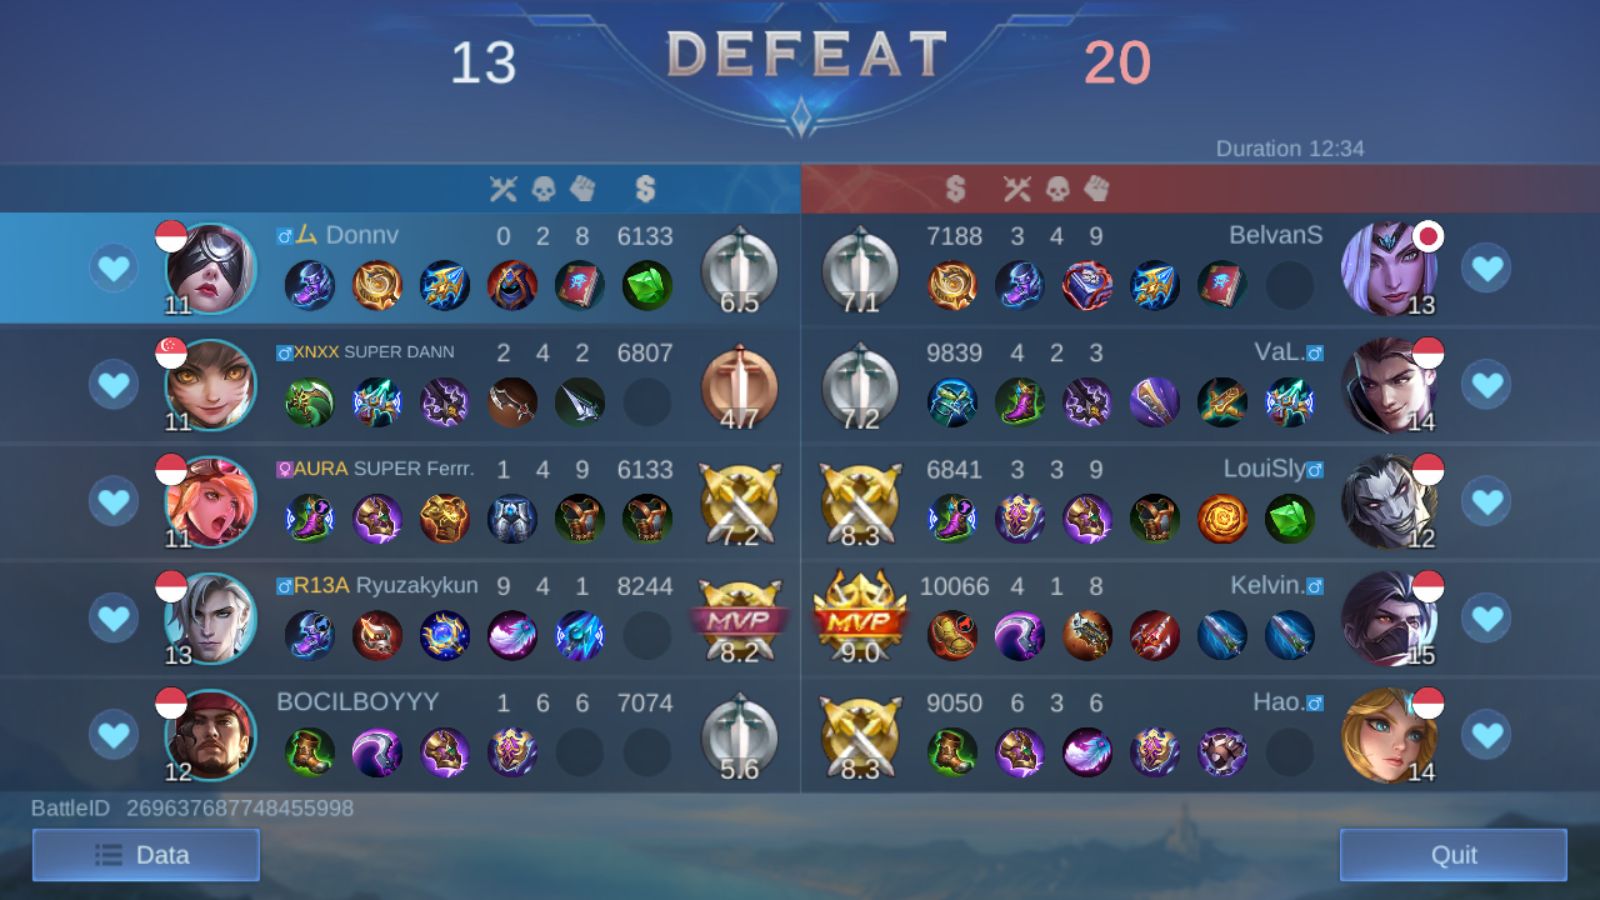 13 DEFEAT 20
Duration 12:34
11 ♂ム Donnv 0 2 8 6133 6.5
7.1 7188 3 4 9 BelvanS 13
11 ♂XNXX SUPER DANN 2 4 2 6807 4.7
7.2 9839 4 2 3 VaL.♂ 14
11 ♀AURA SUPER Ferrr. 1 4 9 6133 7.2
8.3 6841 3 3 9 LouiSly♂ 12
13 ♂R13A Ryuzakykun 9 4 1 8244 MVP 8.2
MVP 9.0 10066 4 1 8 Kelvin.♂ 15
12 BOCILBOYYY 1 6 6 7074 5.6
8.3 9050 6 3 6 Hao.♂ 14
BattleID 269637687748455998
Data
Quit